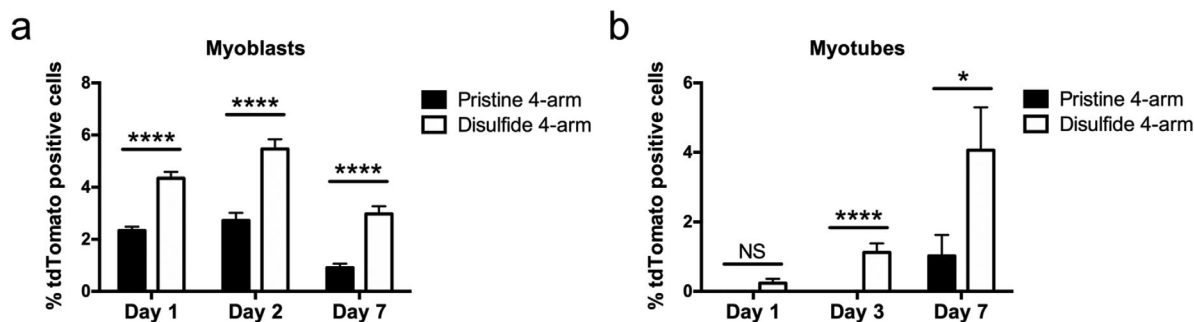 a
Myoblasts
% tdTomato positive cells
8
6
4
2
0
****
****
****
Day 1
Day 2
Day 7
Pristine 4-arm
Disulfide 4-arm
b
Myotubes
% tdTomato positive cells
6
4
2
0
NS
****
*
Day 1
Day 3
Day 7
Pristine 4-arm
Disulfide 4-arm